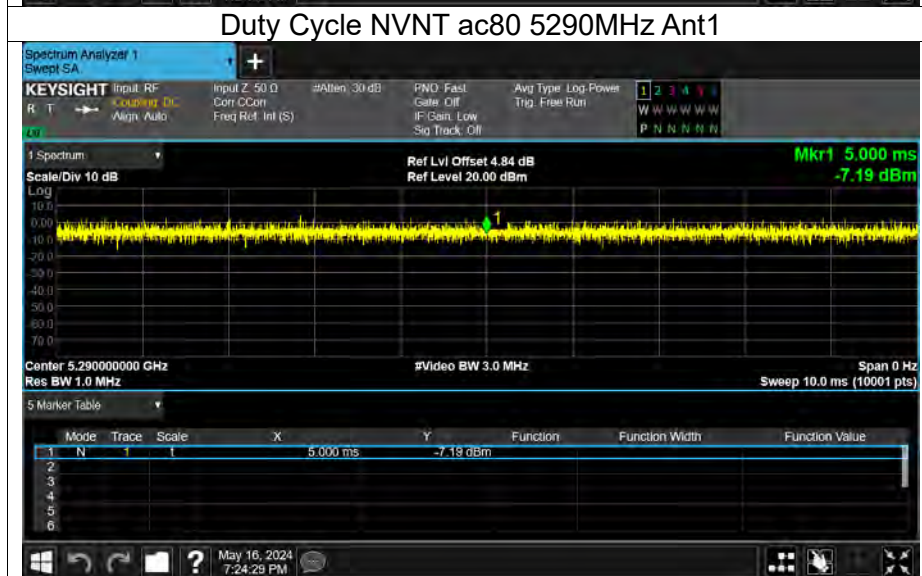 Duty Cycle NVNT ac80 5290MHz Ant1
Spectrum Analyzer 1
Swept SA
+
KEYSIGHT Input: RF Input Z: 50 Ω #Atten: 30 dB PNO: Fast Avg Type: Log-Power 1 2 3 4 5 6
R T Coupling: DC Corr CCorr Gate: Off Trig: Free Run W W W W W W
Align: Auto Freq Ref: Int (S) IF Gain: Low
Sig Track: Off P N N N N N
1 Spectrum Ref Lvl Offset 4.84 dB Mkr1 5.000 ms
Scale/Div 10 dB Ref Level 20.00 dBm -7.19 dBm
Log
10.0
0.00 1
-10.0
-20.0
-30.0
-40.0
-50.0
-60.0
-70.0
Center 5.290000000 GHz #Video BW 3.0 MHz Span 0 Hz
Res BW 1.0 MHz Sweep 10.0 ms (10001 pts)
5 Marker Table
Mode Trace Scale X Y Function Function Width Function Value
1 N 1 t 5.000 ms -7.19 dBm
2
3
4
5
6
? May 16, 2024
7:24:29 PM